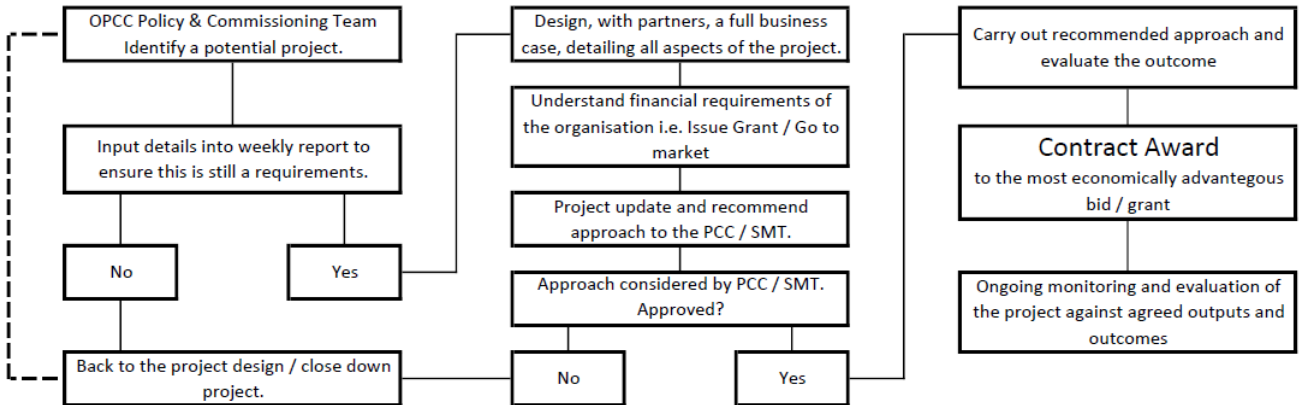 OPCC Policy & Commissioning Team
Identify a potential project.
Input details into weekly report to
ensure this is still a requirements.
No
Yes
Back to the project design / close down
project.
Design, with partners, a full business
case, detailing all aspects of the project.
Understand financial requirements of
the organisation i.e. Issue Grant / Go to
market
Project update and recommend
approach to the PCC / SMT.
Approach considered by PCC / SMT.
Approved?
No
Yes
Carry out recommended approach and
evaluate the outcome
Contract Award
to the most economically advantegous
bid / grant
Ongoing monitoring and evaluation of
the project against agreed outputs and
outcomes